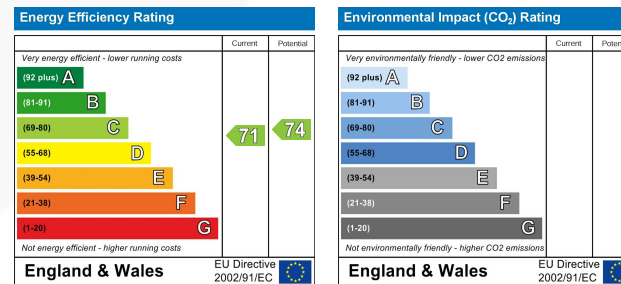 Energy Efficiency Rating
Current Potential
Very energy efficient - lower running costs
(92 plus) A
(81-91) B
(69-80) C
71 74
(55-68) D
(39-54) E
(21-38) F
(1-20) G
Not energy efficient - higher running costs
England & Wales
EU Directive
2002/91/EC
Environmental Impact (CO₂) Rating
Current Poten
Very environmentally friendly - lower CO2 emissions
(92 plus) A
(81-91) B
(69-80) C
(55-68) D
(39-54) E
(21-38) F
(1-20) G
Not environmentally friendly - higher CO2 emissions
England & Wales
EU Directive
2002/91/EC